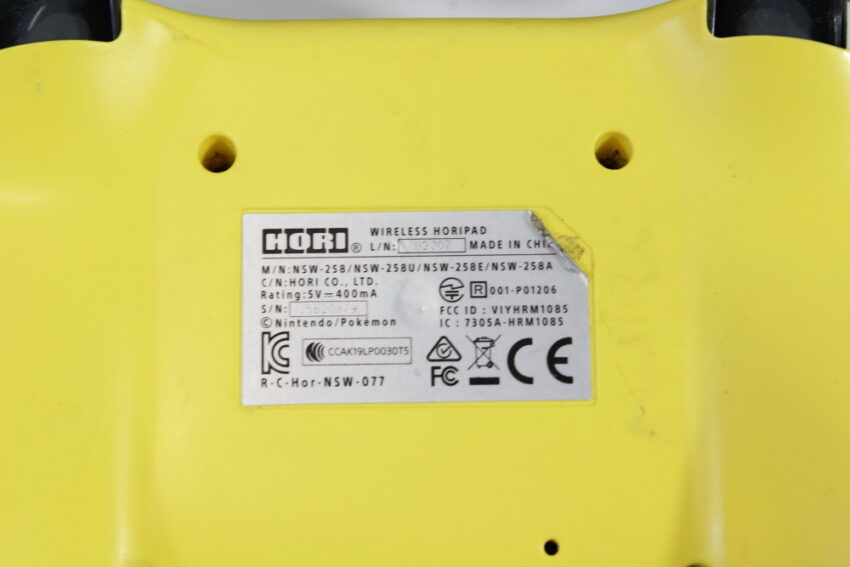 HORI® WIRELESS HORIPAD
L/N: MADE IN
M/N:NSW-258/NSW-258U/NSW-258E/NSW-258A
C/N:HORI CO., LTD.
Rating:5V⎓400mA
R 001-P01206
S/N:
FCC ID : VIYHRM1085
©Nintendo/Pokémon
IC : 7305A-HRM1085
CCAK19LP0030T5
FC CE
R-C-Hor-NSW-077